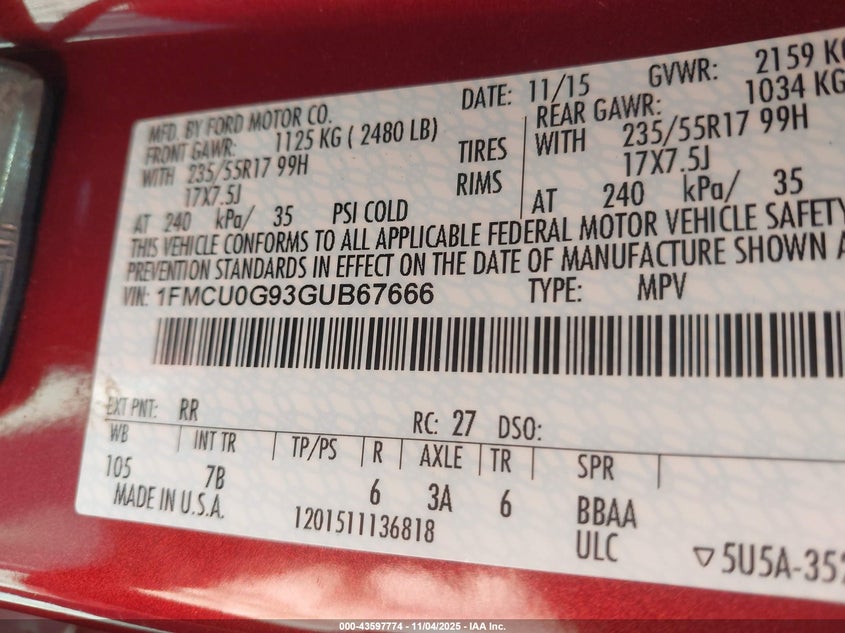 MFD. BY FORD MOTOR CO. DATE: 11/15 GVWR: 2159 KG
FRONT GAWR: 1125 KG ( 2480 LB) REAR GAWR: 1034 KG
WITH 235/55R17 99H TIRES WITH 235/55R17 99H
17X7.5J RIMS 17X7.5J
AT 240 kPa/ 35 PSI COLD AT 240 kPa/ 35
THIS VEHICLE CONFORMS TO ALL APPLICABLE FEDERAL MOTOR VEHICLE SAFETY
PREVENTION STANDARDS IN EFFECT ON THE DATE OF MANUFACTURE SHOWN A
VIN: 1FMCU0G93GUB67666 TYPE: MPV
EXT PNT: RR RC: 27 DSO:
WB INT TR TP/PS R AXLE TR SPR
105 7B 6 3A 6 BBAA
MADE IN U.S.A. 1201511136818 ULC ▽5U5A-352
000-43597774 - 11/04/2025 - IAA Inc.